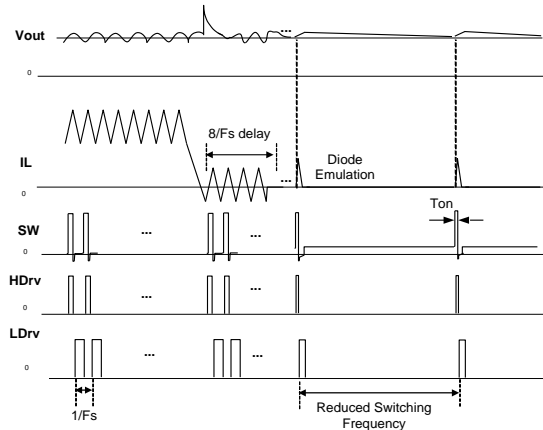 Vout
...
0
8/Fs delay
IL
Diode
Emulation
...
0
Ton
SW
...
...
0
HDrv
...
...
0
LDrv
...
...
0
1/Fs
Reduced Switching
Frequency